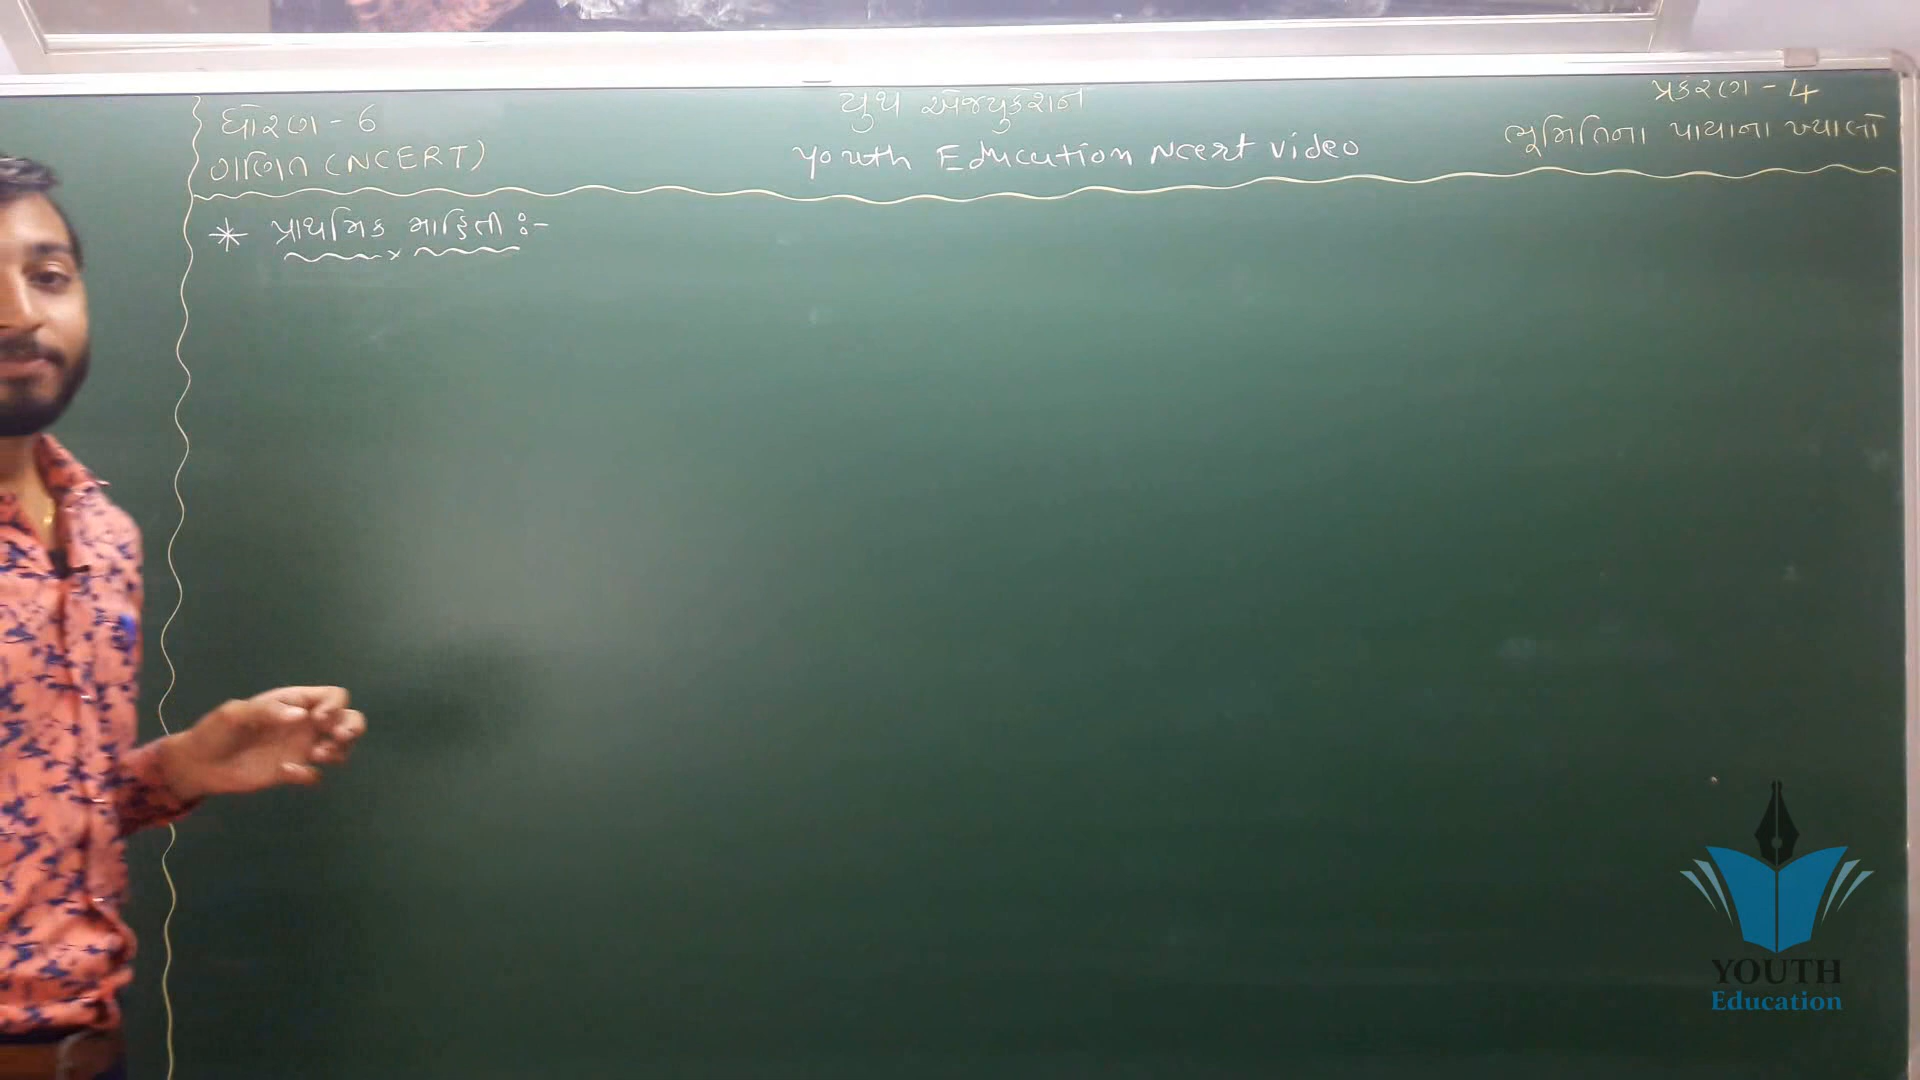 ધોરણ - 6
ગણિત (NCERT)
યુથ એજ્યુકેશન
Youth Education Ncert video
પ્રકરણ - 4
ભૂમિતિના પાયાના ખ્યાલો
* પ્રાથમિક માહિતી :-
YOUTH
Education